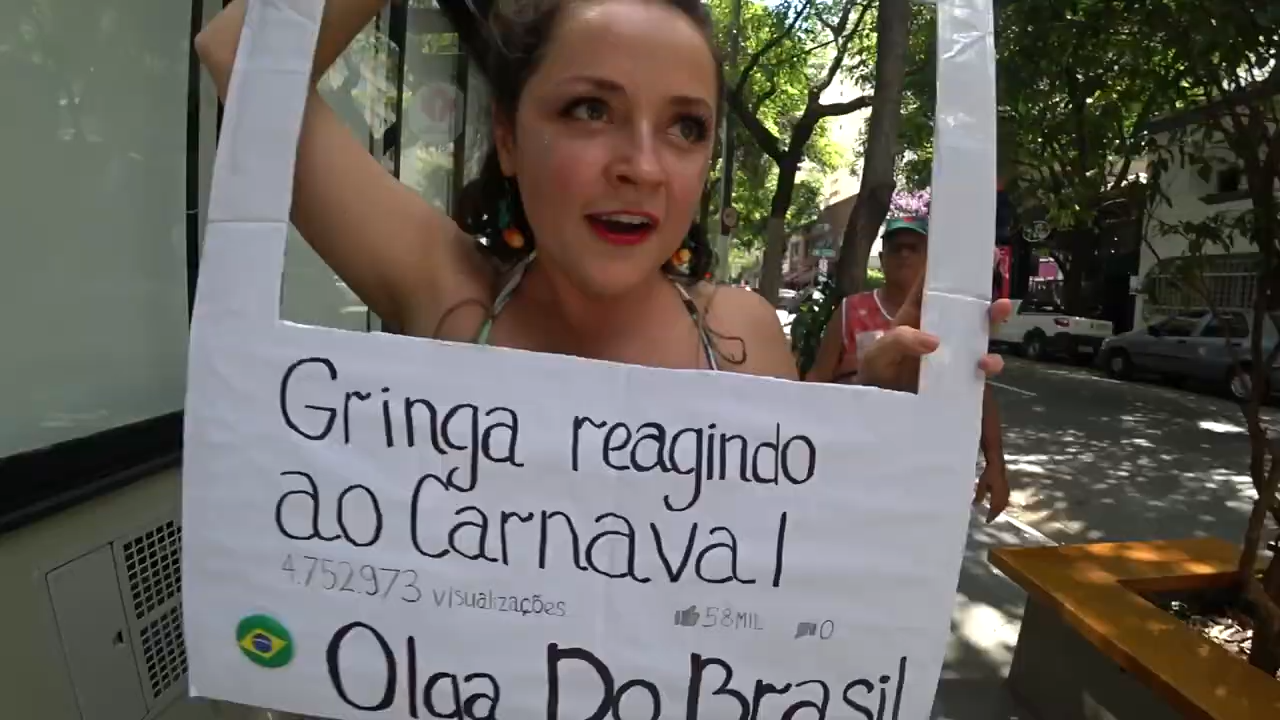 Gringa reagindo
ao Carnaval
4.752.973 visualizações
58 MIL 0
Olga Do Brasil